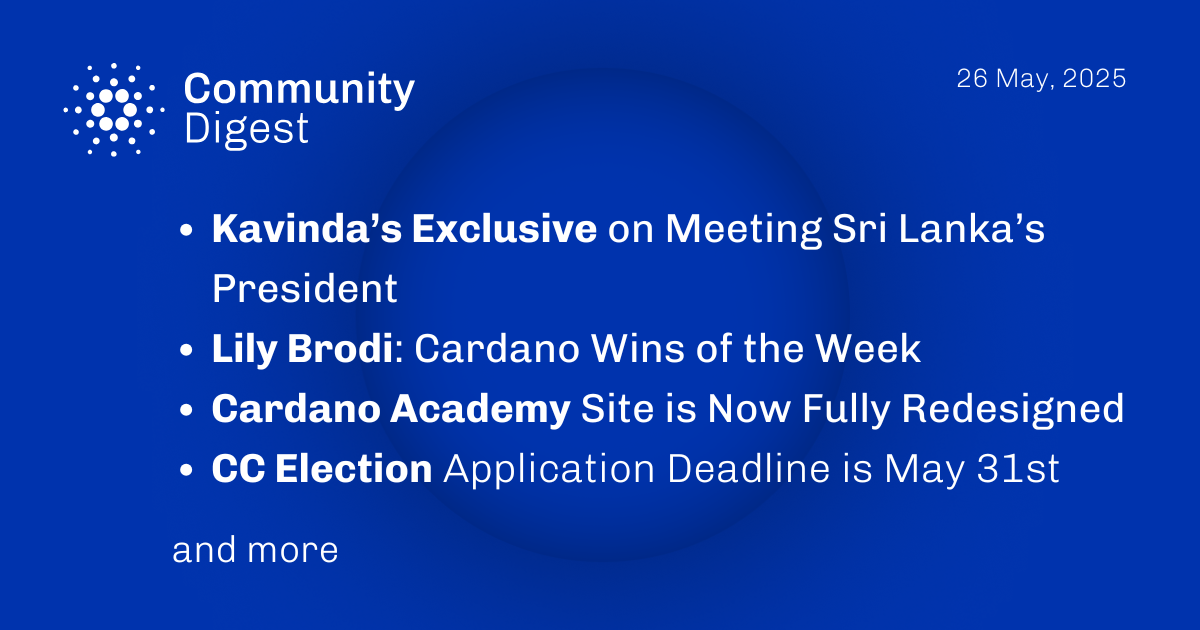 Community
Digest
26 May, 2025
• Kavinda’s Exclusive on Meeting Sri Lanka’s
President
• Lily Brodi: Cardano Wins of the Week
• Cardano Academy Site is Now Fully Redesigned
• CC Election Application Deadline is May 31st
and more